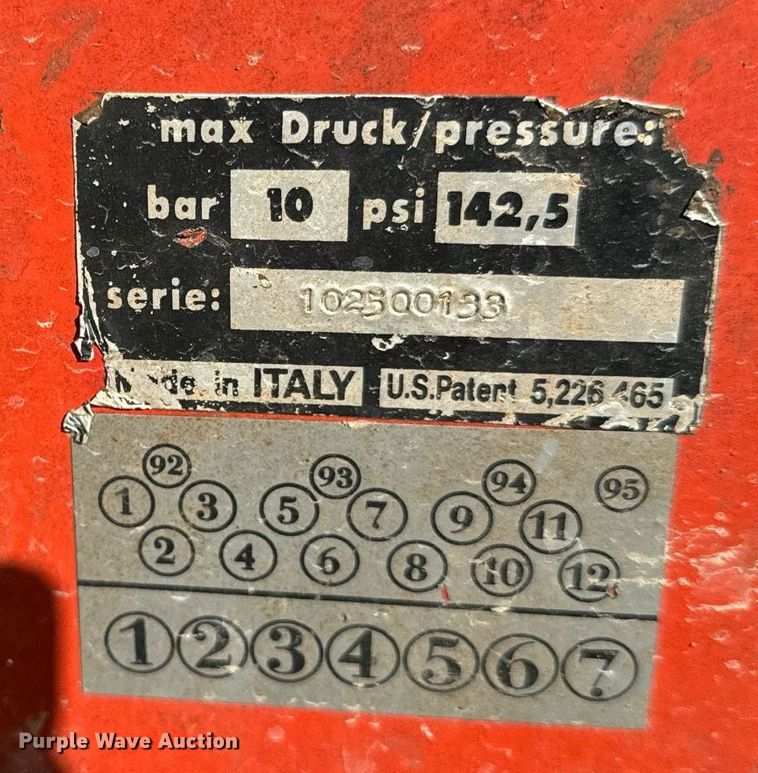 max Druck/pressure:
bar 10 psi 142,5
serie: 102500133
Made in ITALY U.S.Patent 5,226,465
92 93 94 95
1 3 5 7 9 11
2 4 6 8 10 12
1 2 3 4 5 6 7
Purple Wave Auction